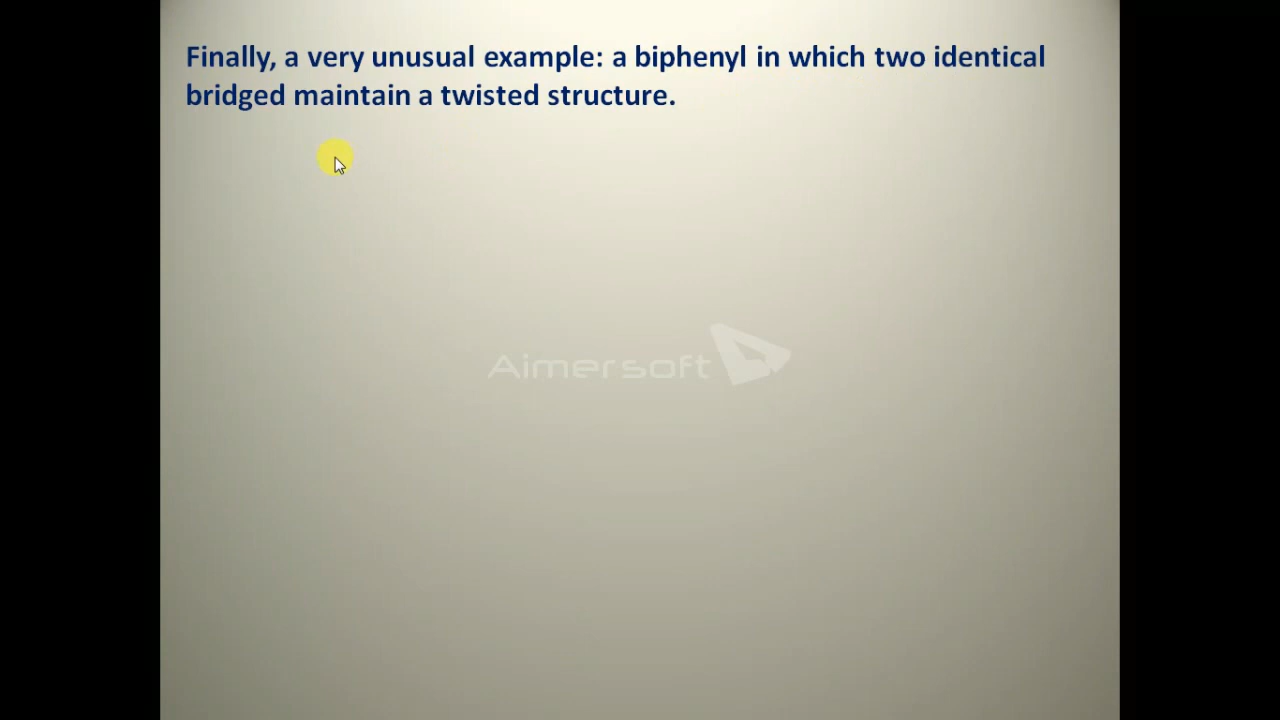 Finally, a very unusual example: a biphenyl in which two identical
bridged maintain a twisted structure.
Aimersoft